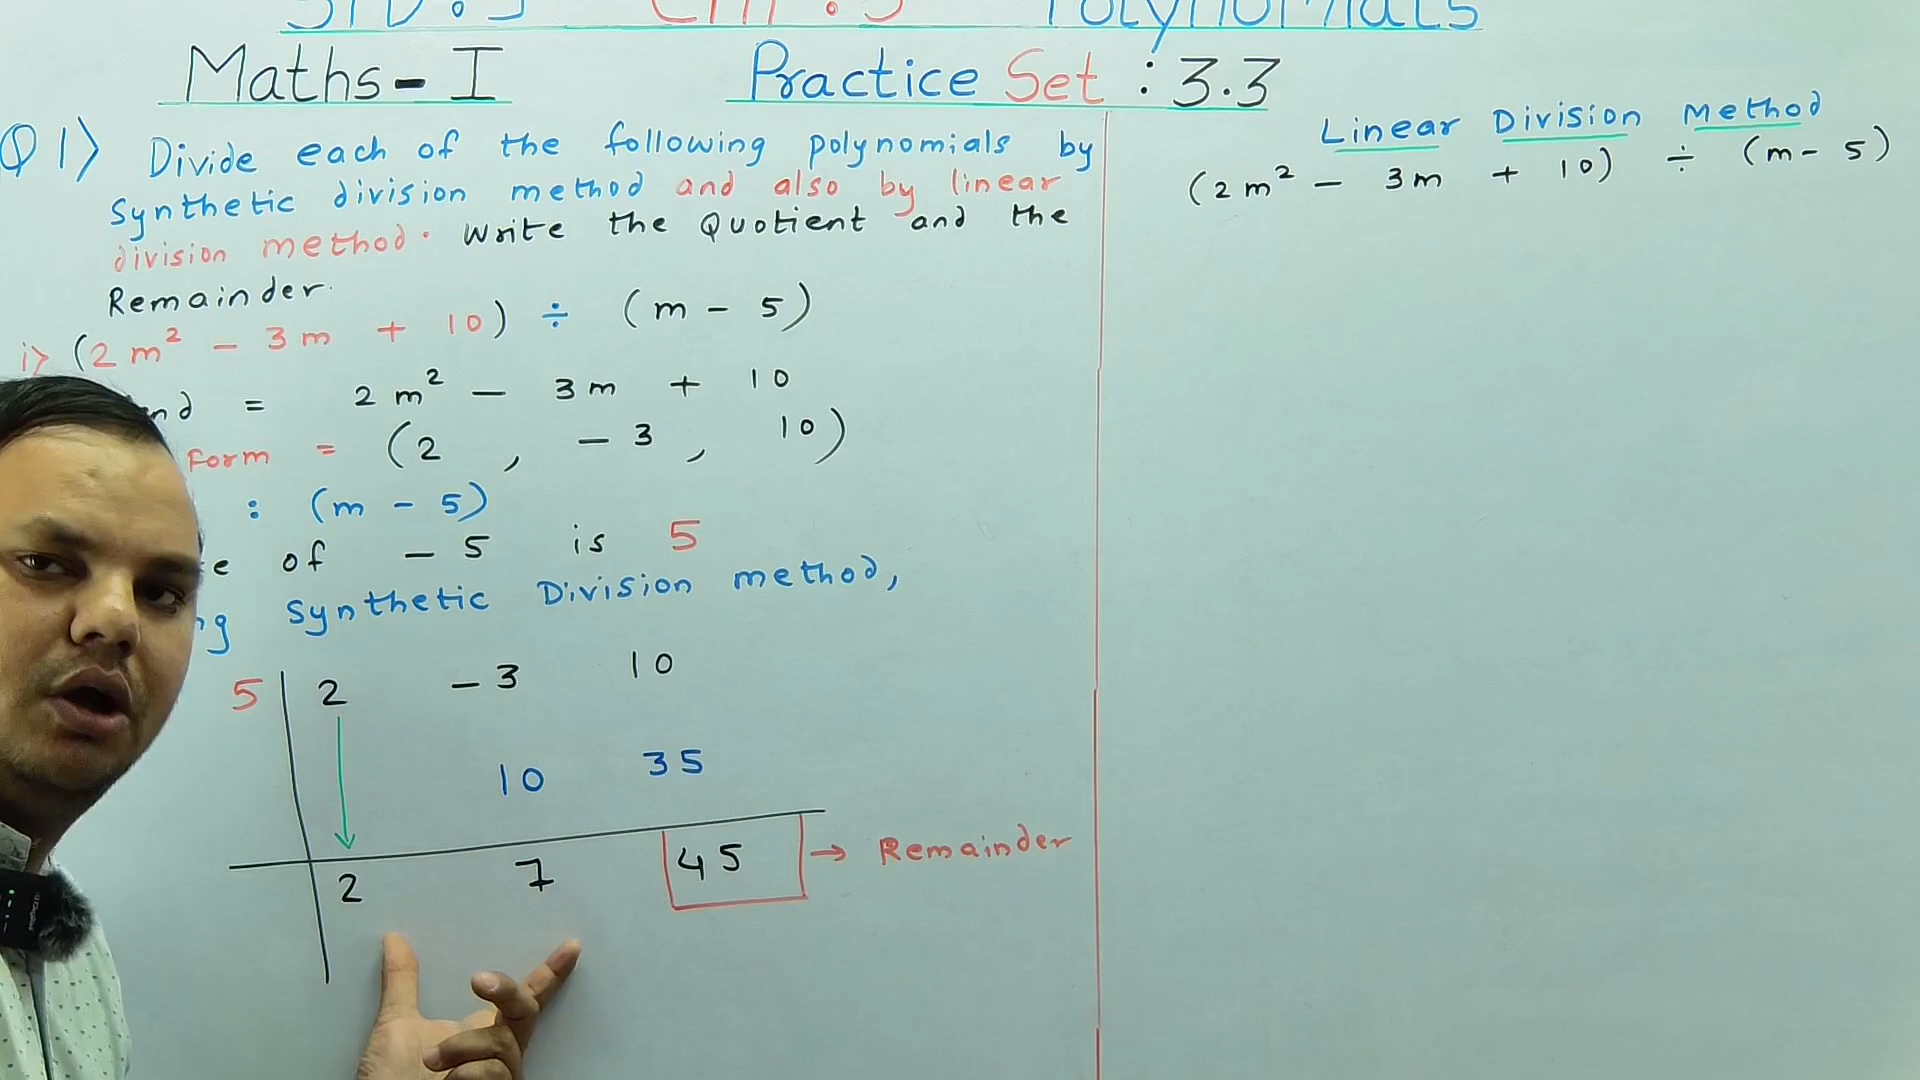 STD : 9 CH : 3 Polynomials
Maths - I Practice Set : 3.3
Q 1) Divide each of the following polynomials by
synthetic division method and also by linear
division method. Write the Quotient and the
Remainder.
i) (2m² - 3m + 10) ÷ (m - 5)
= 2m² - 3m + 10
Form = (2 , - 3 , 10)
: (m - 5)
of - 5 is 5
Synthetic Division method,
5 2 - 3 10
10 35
2 7 45 → Remainder
Linear Division Method
(2m² - 3m + 10) ÷ (m - 5)